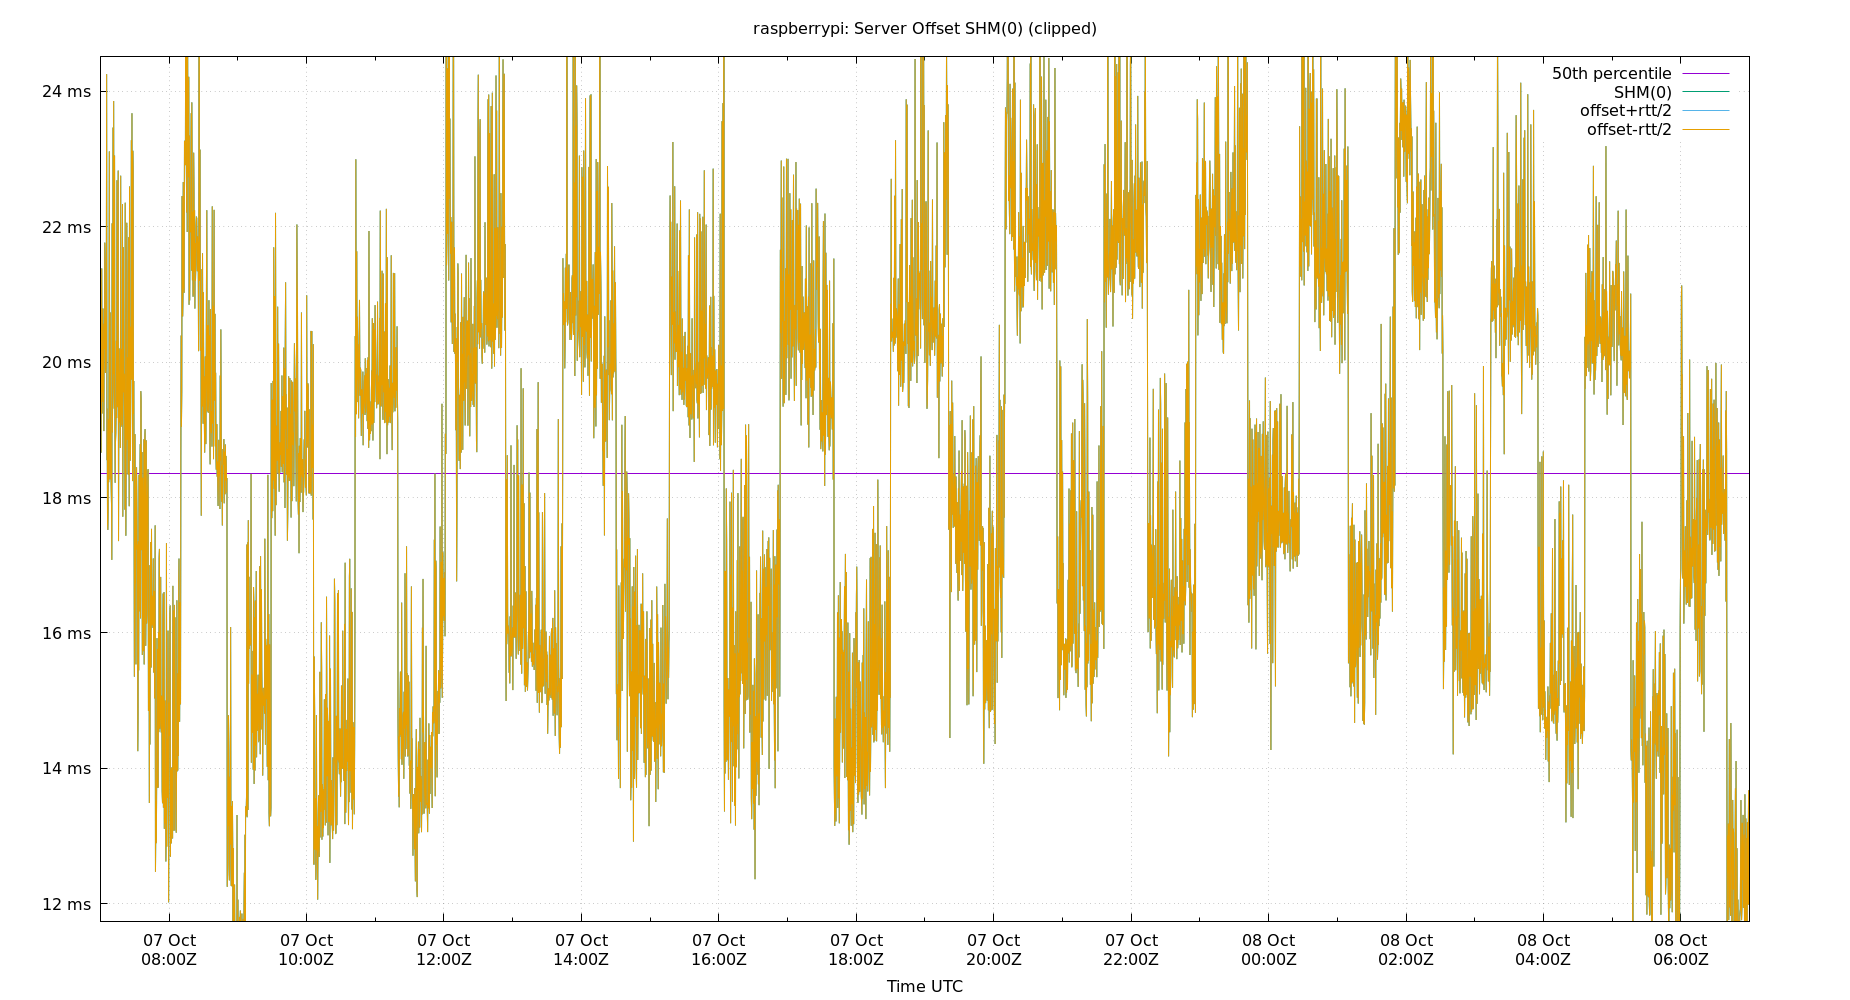 raspberrypi: Server Offset SHM(0) (clipped)
50th percentile
SHM(0)
offset+rtt/2
offset-rtt/2
24 ms
22 ms
20 ms
18 ms
16 ms
14 ms
12 ms
07 Oct 07 Oct 07 Oct 07 Oct 07 Oct 07 Oct 07 Oct 07 Oct 08 Oct 08 Oct 08 Oct 08 Oct
08:00Z 10:00Z 12:00Z 14:00Z 16:00Z 18:00Z 20:00Z 22:00Z 00:00Z 02:00Z 04:00Z 06:00Z
Time UTC